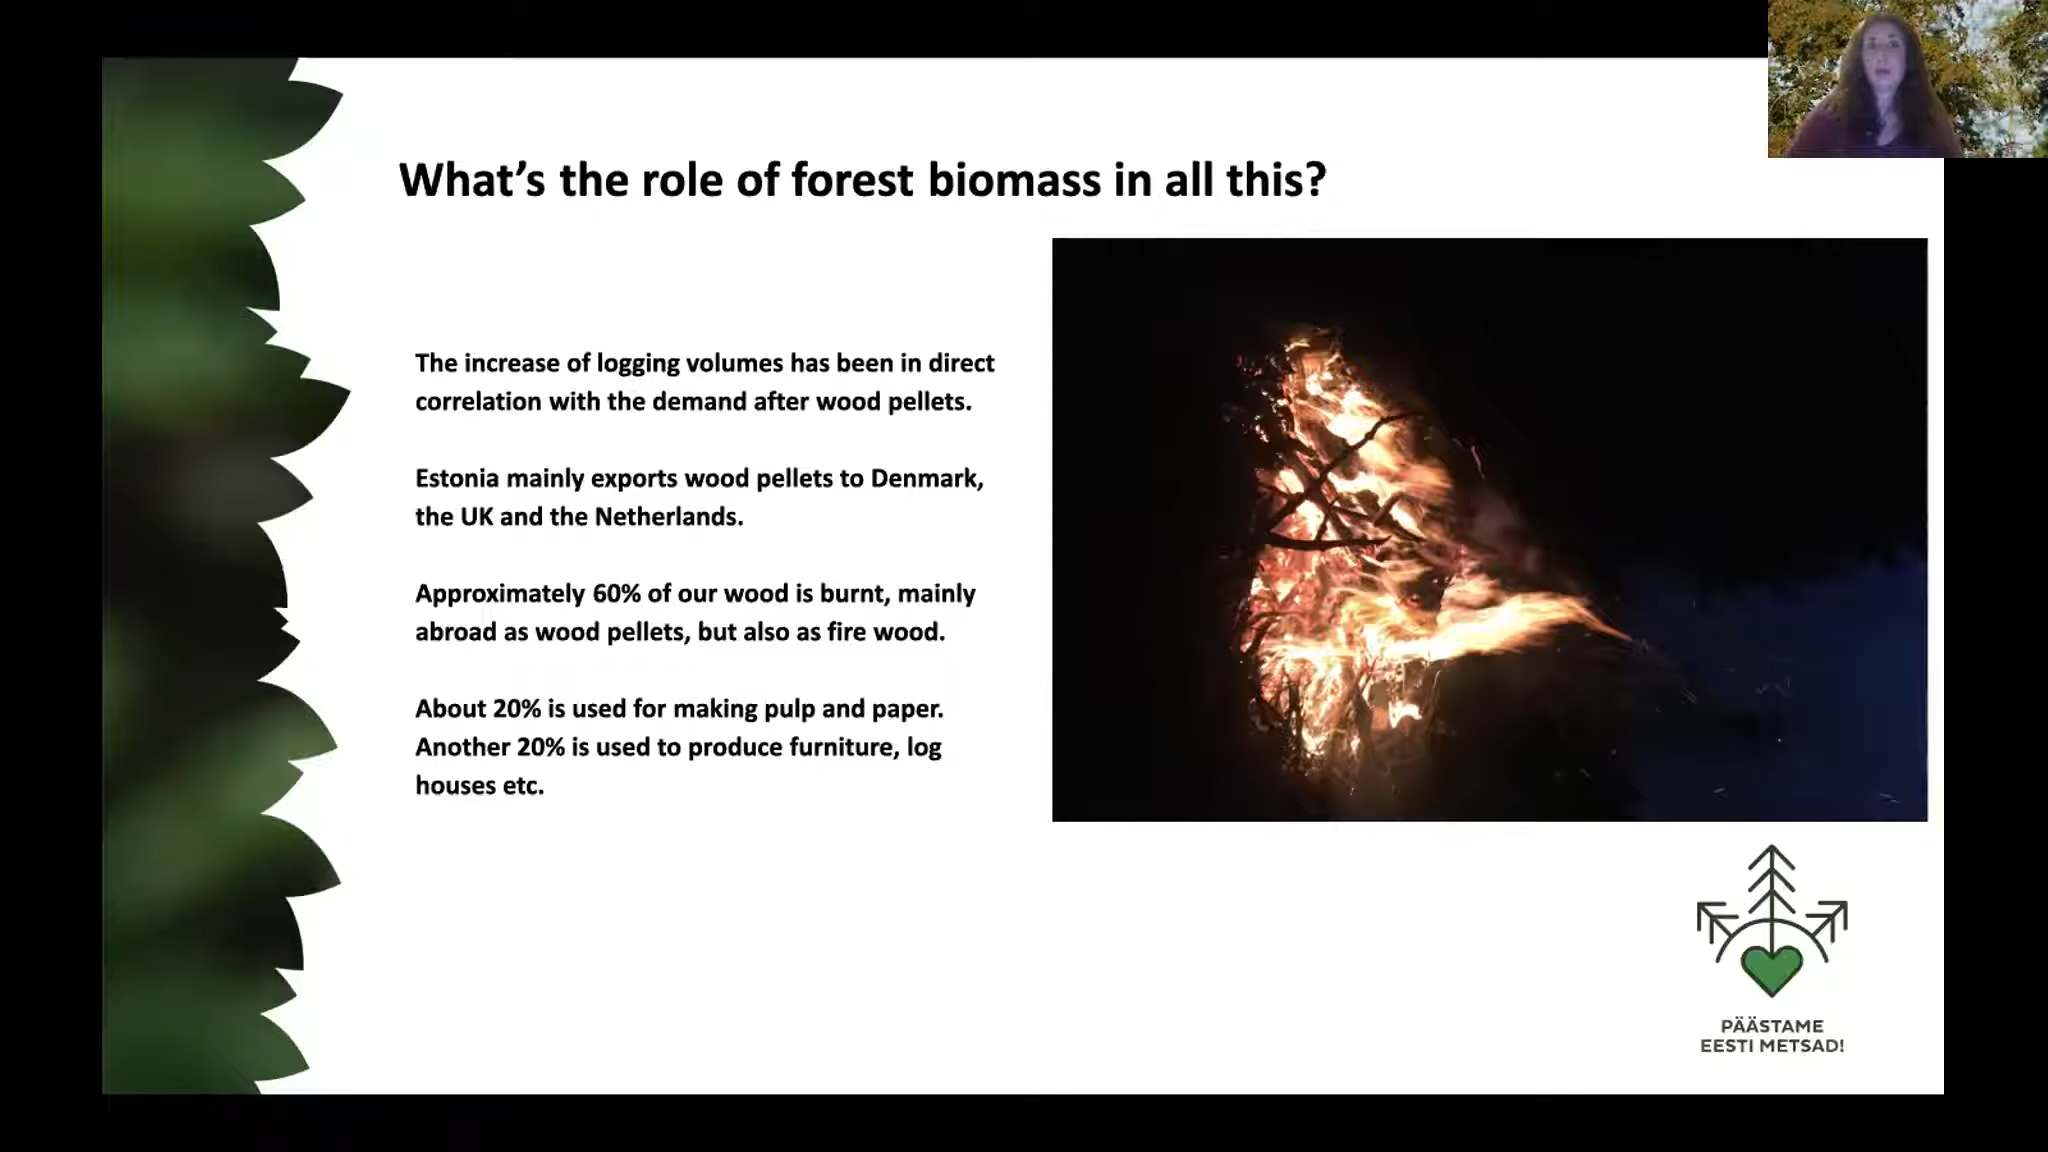 What's the role of forest biomass in all this?
The increase of logging volumes has been in direct
correlation with the demand after wood pellets.
Estonia mainly exports wood pellets to Denmark,
the UK and the Netherlands.
Approximately 60% of our wood is burnt, mainly
abroad as wood pellets, but also as fire wood.
About 20% is used for making pulp and paper.
Another 20% is used to produce furniture, log
houses etc.
PÄÄSTAME
EESTI METSAD!